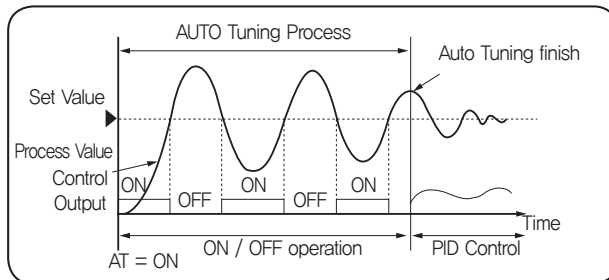 AUTO Tuning Process
Auto Tuning finish
Set Value
Process Value
Control
Output
ON
OFF
ON
OFF
ON
Time
AT = ON
ON / OFF operation
PID Control